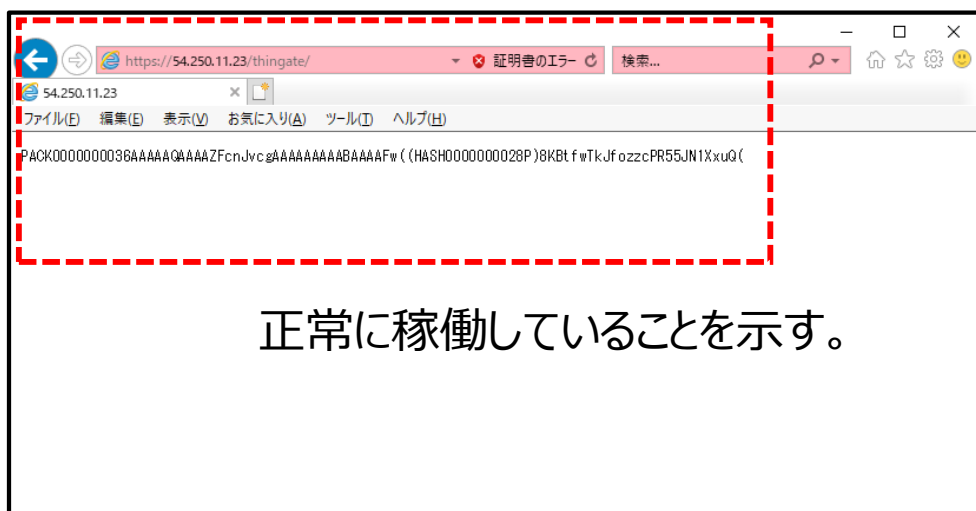 https://54.250.11.23/thingate/ 証明書のエラー 検索...
54.250.11.23
ファイル(F) 編集(E) 表示(V) お気に入り(A) ツール(T) ヘルプ(H)
PACK0000000036AAAAAQAAAAZFcnJvcgAAAAAAAAABAAAAFw((HASH0000000028P)8KBtfwTkJfozzcPR55JN1XxuQ(
正常に稼働していることを示す。